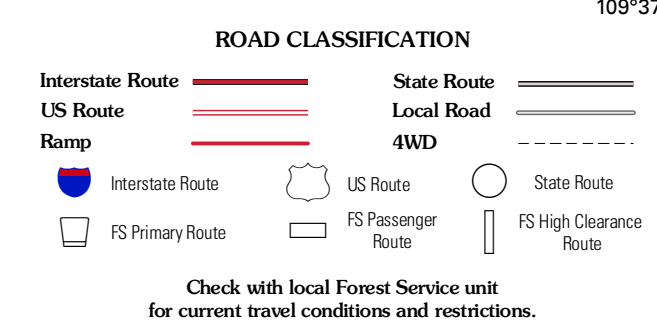 109°37
ROAD CLASSIFICATION
Interstate Route
State Route
US Route
Local Road
Ramp
4WD
Interstate Route
US Route
State Route
FS Primary Route
FS Passenger
Route
FS High Clearance
Route
Check with local Forest Service unit
for current travel conditions and restrictions.